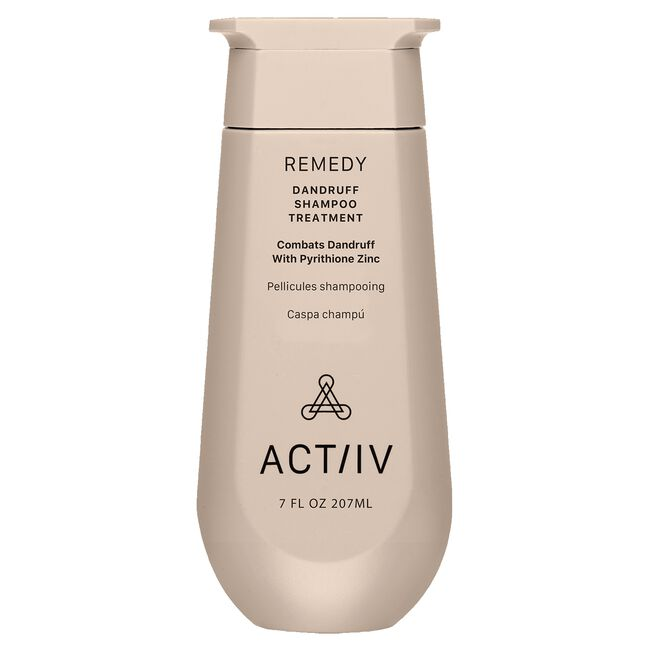 REMEDY
DANDRUFF
SHAMPOO
TREATMENT
Combats Dandruff
With Pyrithione Zinc
Pellicules shampooing
Caspa champú
ACT/IV
7 FL OZ 207ML